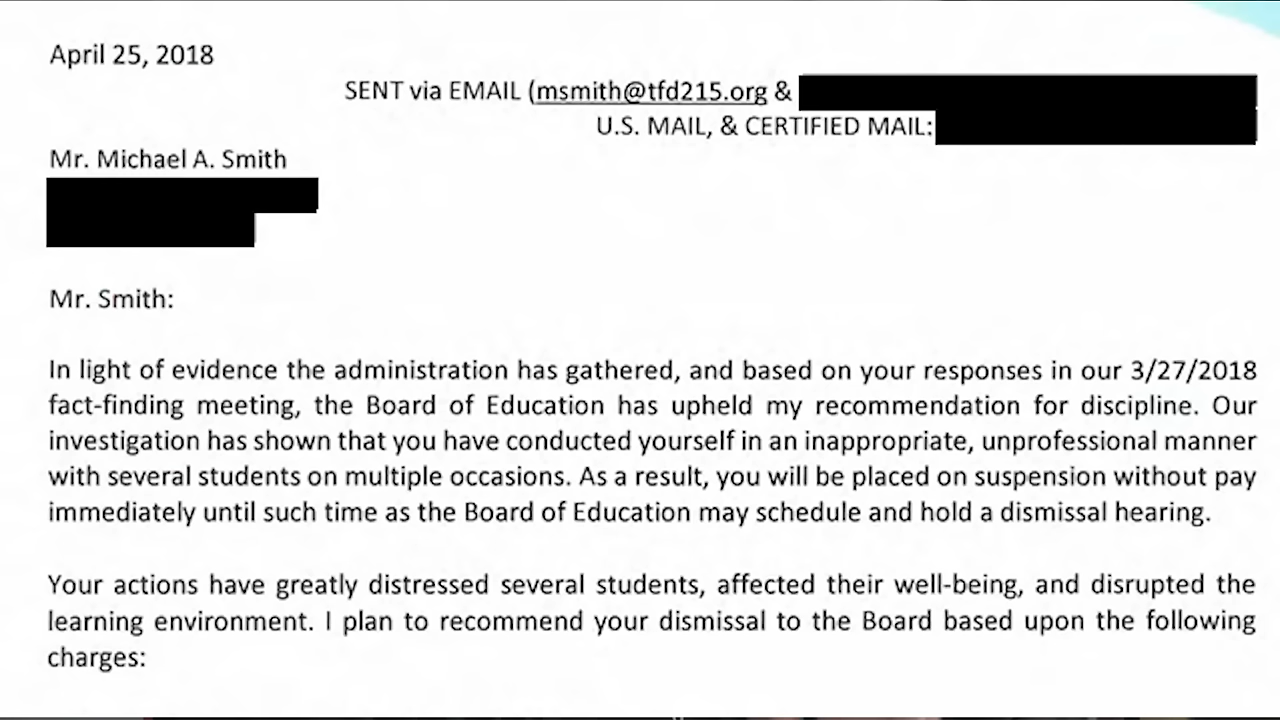 April 25, 2018
SENT via EMAIL (msmith@tfd215.org &
U.S. MAIL, & CERTIFIED MAIL:
Mr. Michael A. Smith
Mr. Smith:
In light of evidence the administration has gathered, and based on your responses in our 3/27/2018
fact-finding meeting, the Board of Education has upheld my recommendation for discipline. Our
investigation has shown that you have conducted yourself in an inappropriate, unprofessional manner
with several students on multiple occasions. As a result, you will be placed on suspension without pay
immediately until such time as the Board of Education may schedule and hold a dismissal hearing.
Your actions have greatly distressed several students, affected their well-being, and disrupted the
learning environment. I plan to recommend your dismissal to the Board based upon the following
charges: